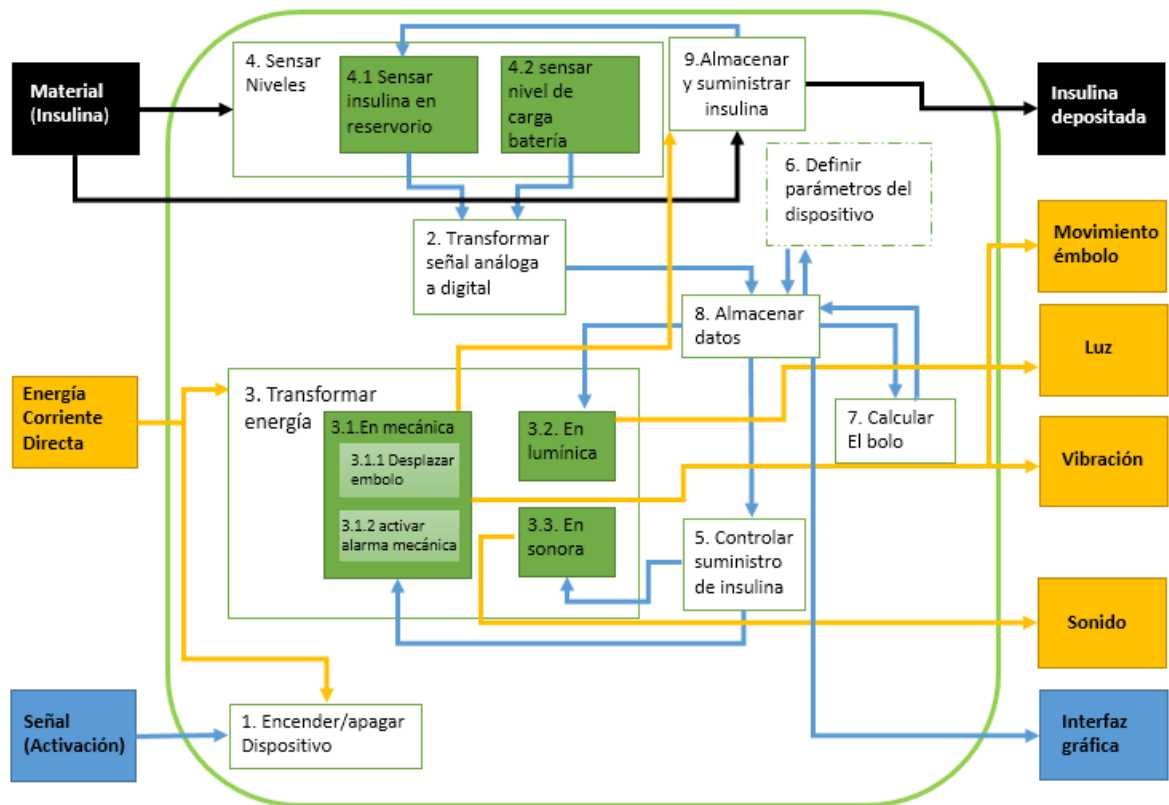 Material
(Insulina)
4. Sensar
Niveles
4.1 Sensar
insulina en
reservorio
4.2 sensar
nivel de
carga
batería
9.Almacenar
y suministrar
insulina
Insulina
depositada
6. Definir
parámetros del
dispositivo
2. Transformar
señal análoga
a digital
Movimiento
émbolo
8. Almacenar
datos
Luz
Energía
Corriente
Directa
3. Transformar
energía
3.1.En mecánica
3.1.1 Desplazar
embolo
3.1.2 activar
alarma mecánica
3.2. En
lumínica
3.3. En
sonora
7. Calcular
El bolo
Vibración
5. Controlar
suministro
de insulina
Sonido
Señal
(Activación)
1. Encender/apagar
Dispositivo
Interfaz
gráfica